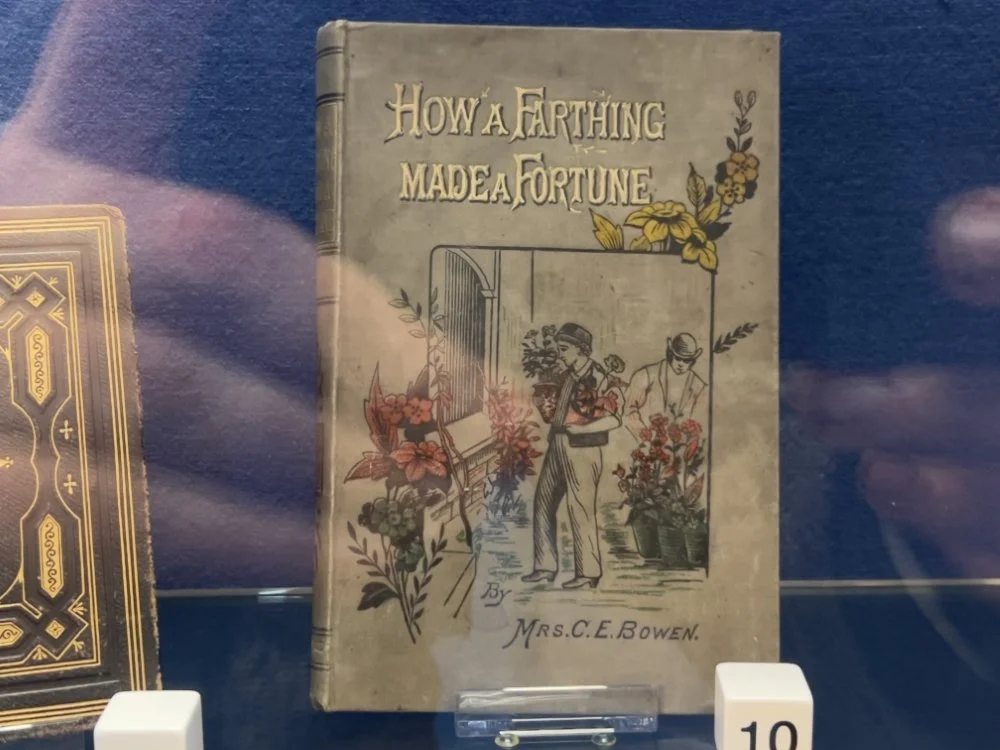 HOW A FARTHING
MADE A FORTUNE
By
MRS. C. E. BOWEN.
10